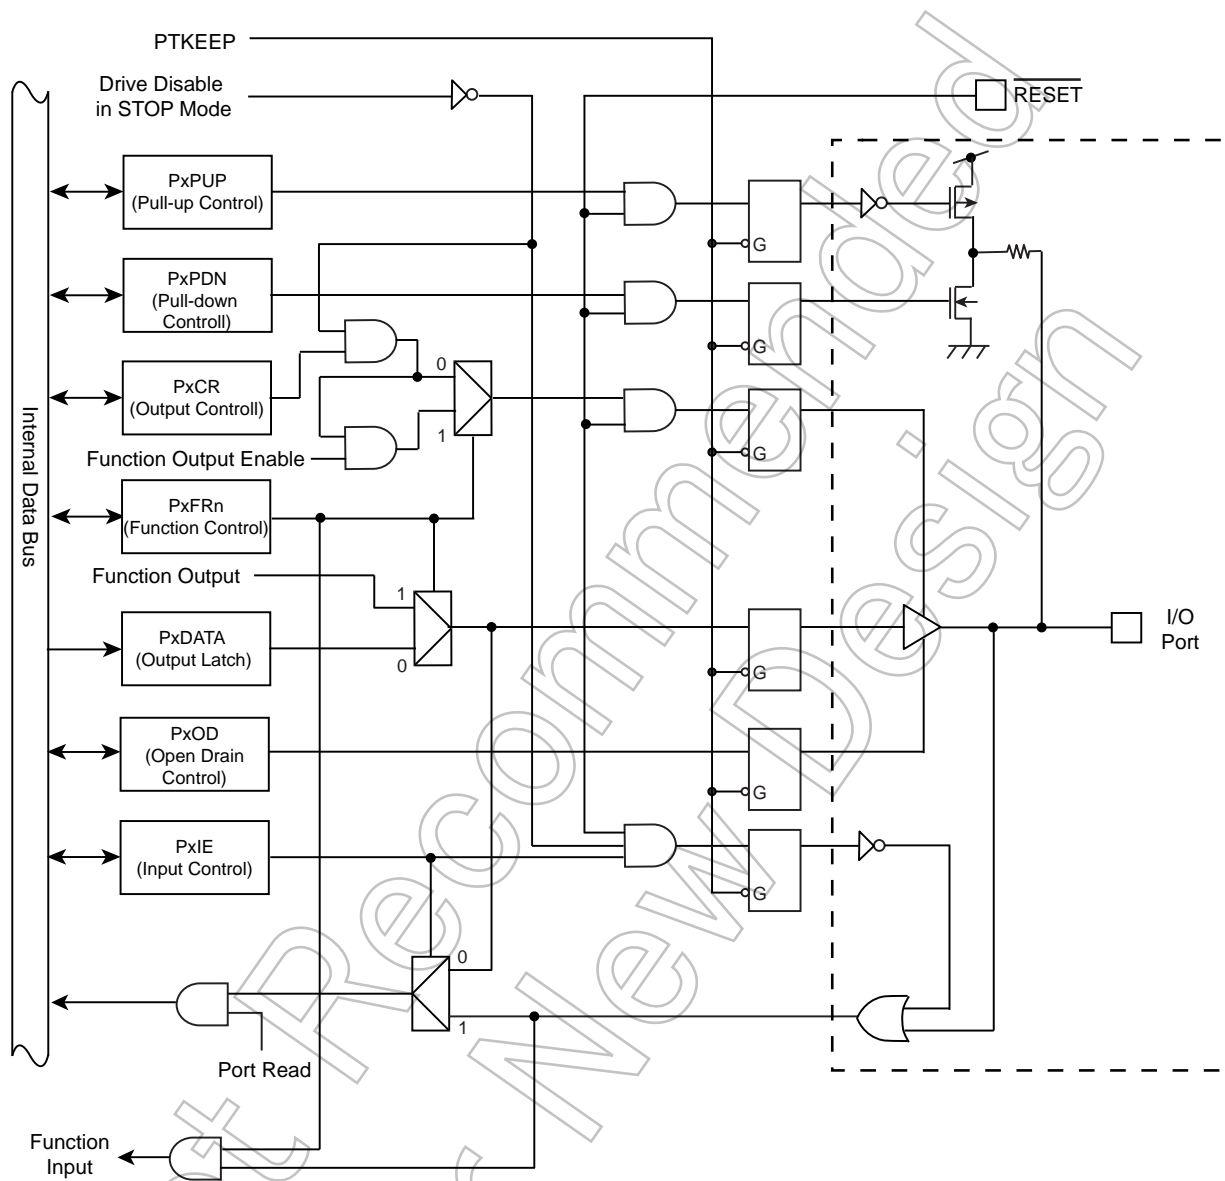 PTKEEP
Drive Disable
in STOP Mode
RESET
PxPUP
(Pull-up Control)
G
PxPDN
(Pull-down
Controll)
G
PxCR
(Output Controll)
0
1
G
Function Output Enable
PxFRn
(Function Control)
Function Output
1
0
PxDATA
(Output Latch)
G
I/O
Port
PxOD
(Open Drain
Control)
G
PxIE
(Input Control)
G
0
1
Port Read
Function
Input
Internal Data Bus
t Recommended
r New Design